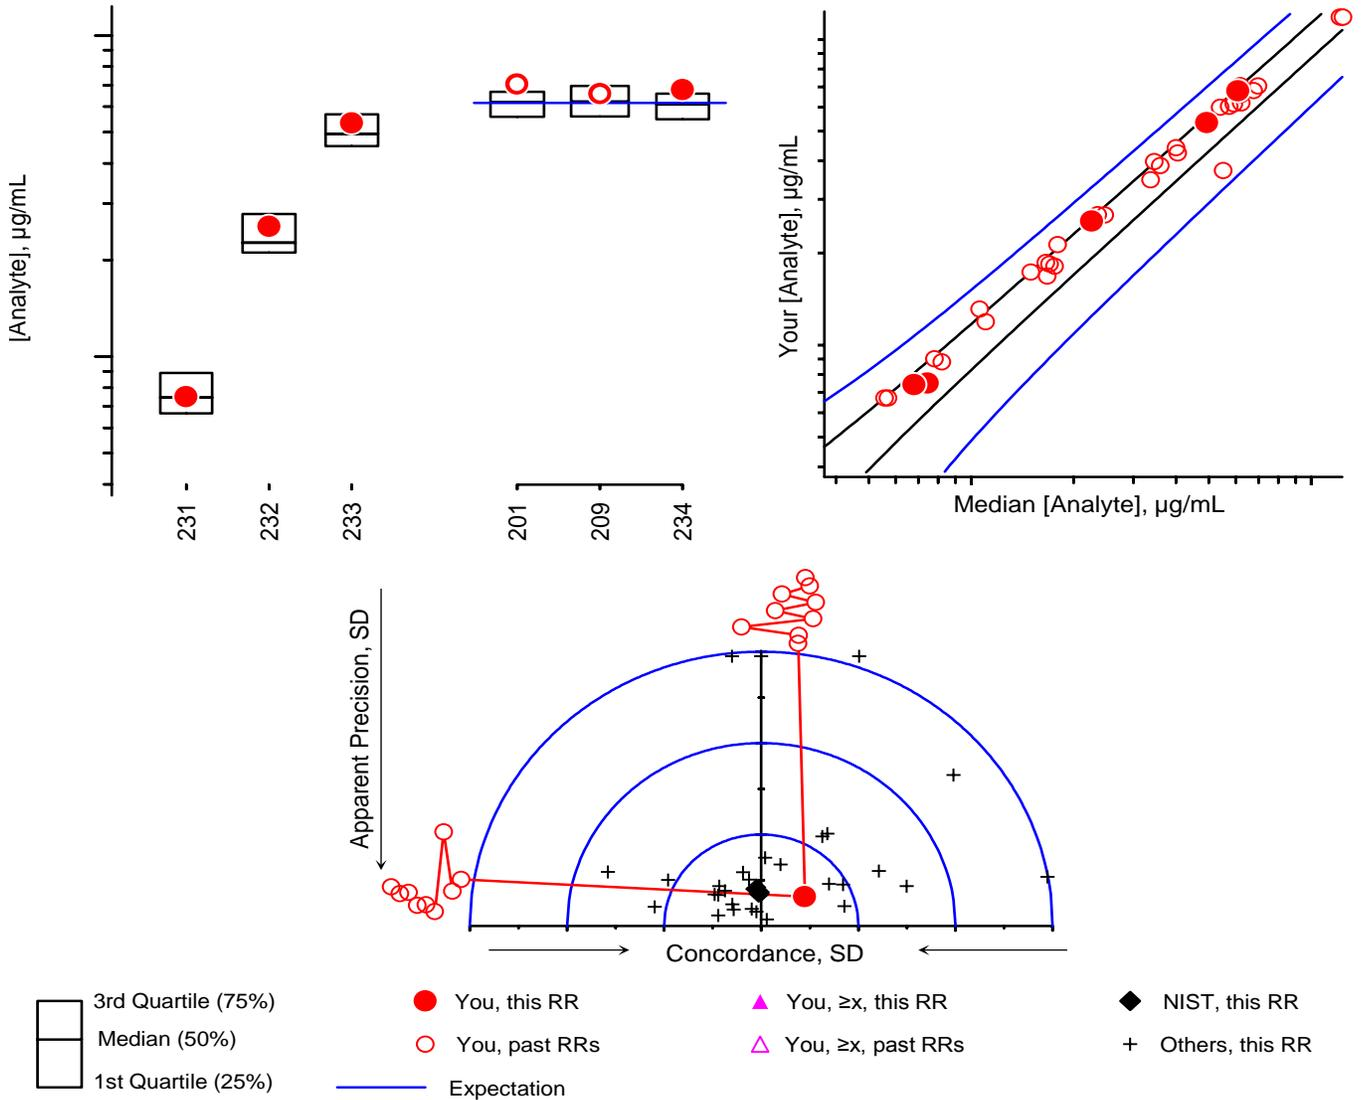 [Analyte], µg/mL
231
232
233
201
209
234
Your [Analyte], µg/mL
Median [Analyte], µg/mL
Apparent Precision, SD
Concordance, SD
3rd Quartile (75%)
Median (50%)
1st Quartile (25%)
You, this RR
You, past RRs
Expectation
You, ≥x, this RR
You, ≥x, past RRs
NIST, this RR
Others, this RR